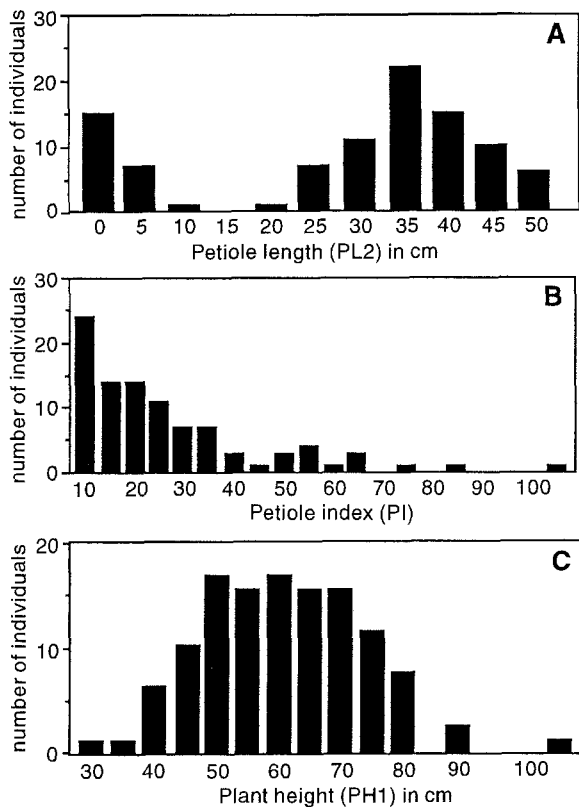 A
number of individuals
30
20
10
0
0 5 10 15 20 25 30 35 40 45 50
Petiole length (PL2) in cm
B
number of individuals
30
20
10
0
10 20 30 40 50 60 70 80 90 100
Petiole index (PI)
C
number of individuals
20
10
0
30 40 50 60 70 80 90 100
Plant height (PH1) in cm